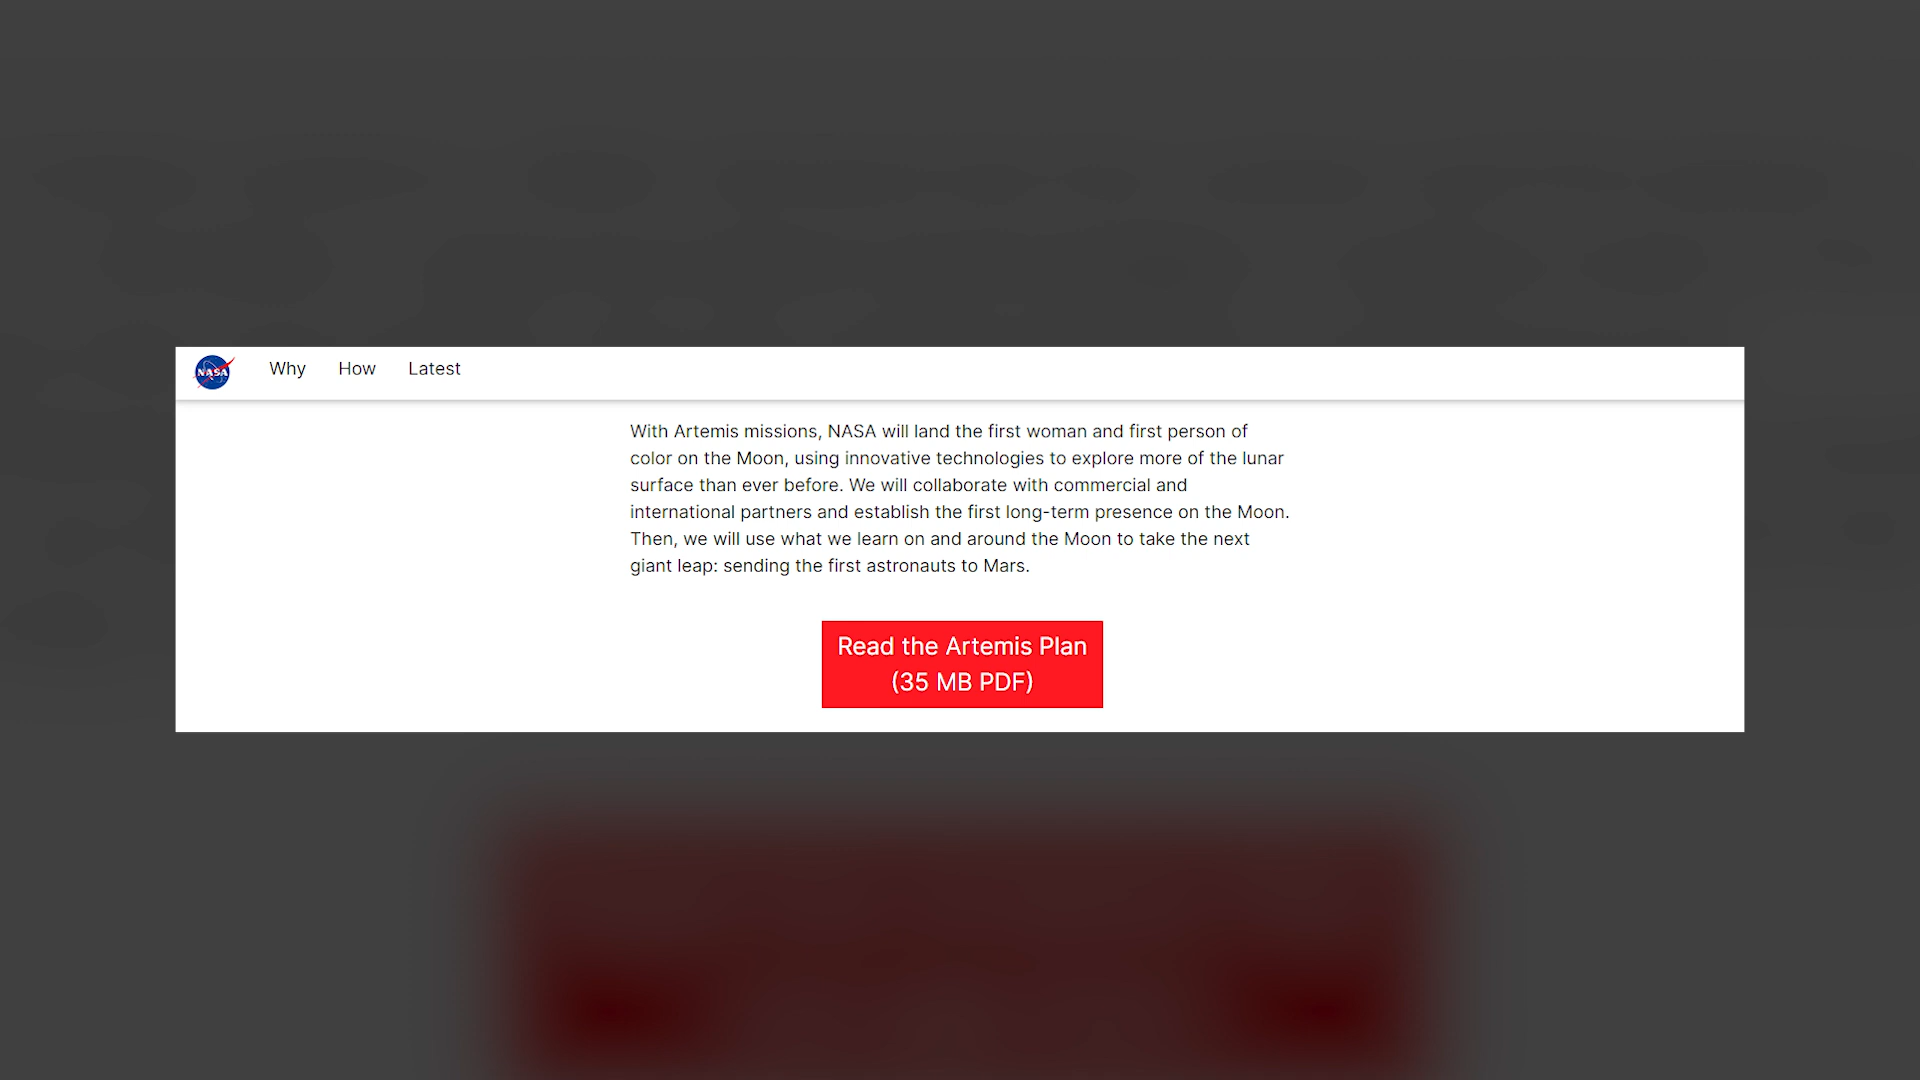 NASA
Why How Latest
With Artemis missions, NASA will land the first woman and first person of
color on the Moon, using innovative technologies to explore more of the lunar
surface than ever before. We will collaborate with commercial and
international partners and establish the first long-term presence on the Moon.
Then, we will use what we learn on and around the Moon to take the next
giant leap: sending the first astronauts to Mars.
Read the Artemis Plan
(35 MB PDF)